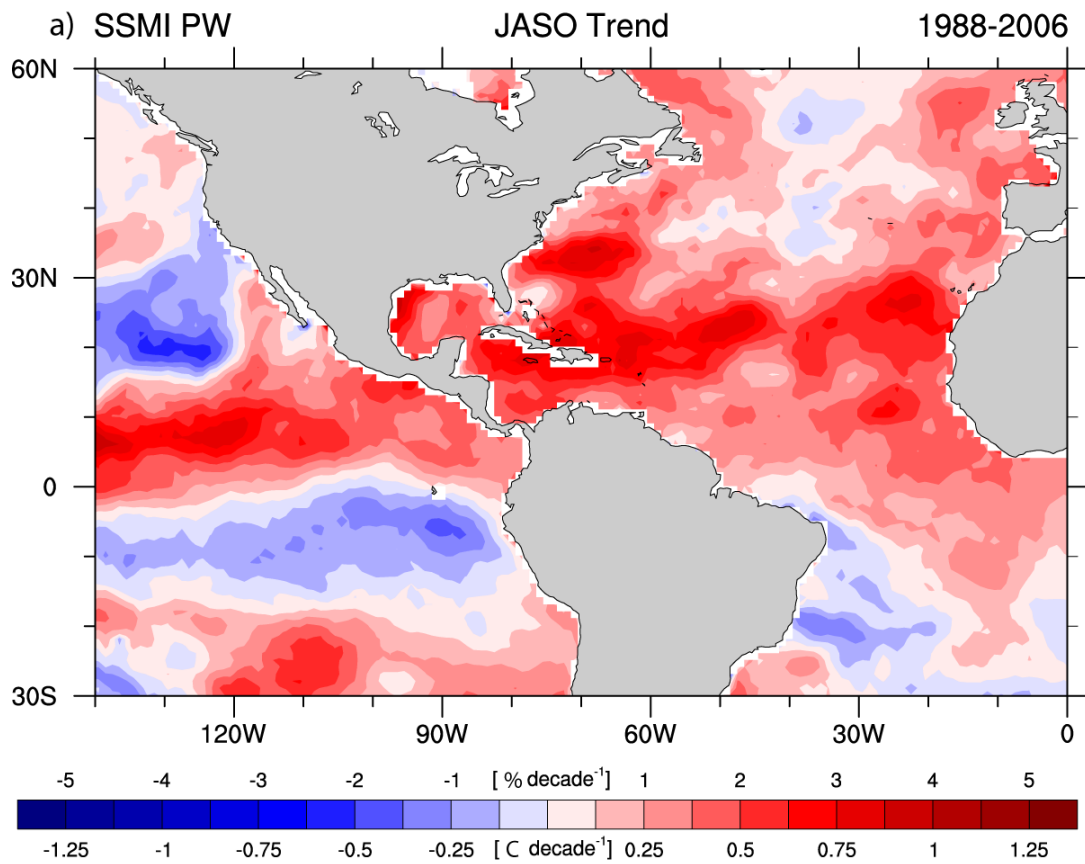 a) SSMI PW JASO Trend 1988-2006
60N
30N
0
30S
120W 90W 60W 30W 0
-5 -4 -3 -2 -1 [ % decade⁻¹] 1 2 3 4 5
-1.25 -1 -0.75 -0.5 -0.25 [ C decade⁻¹] 0.25 0.5 0.75 1 1.25